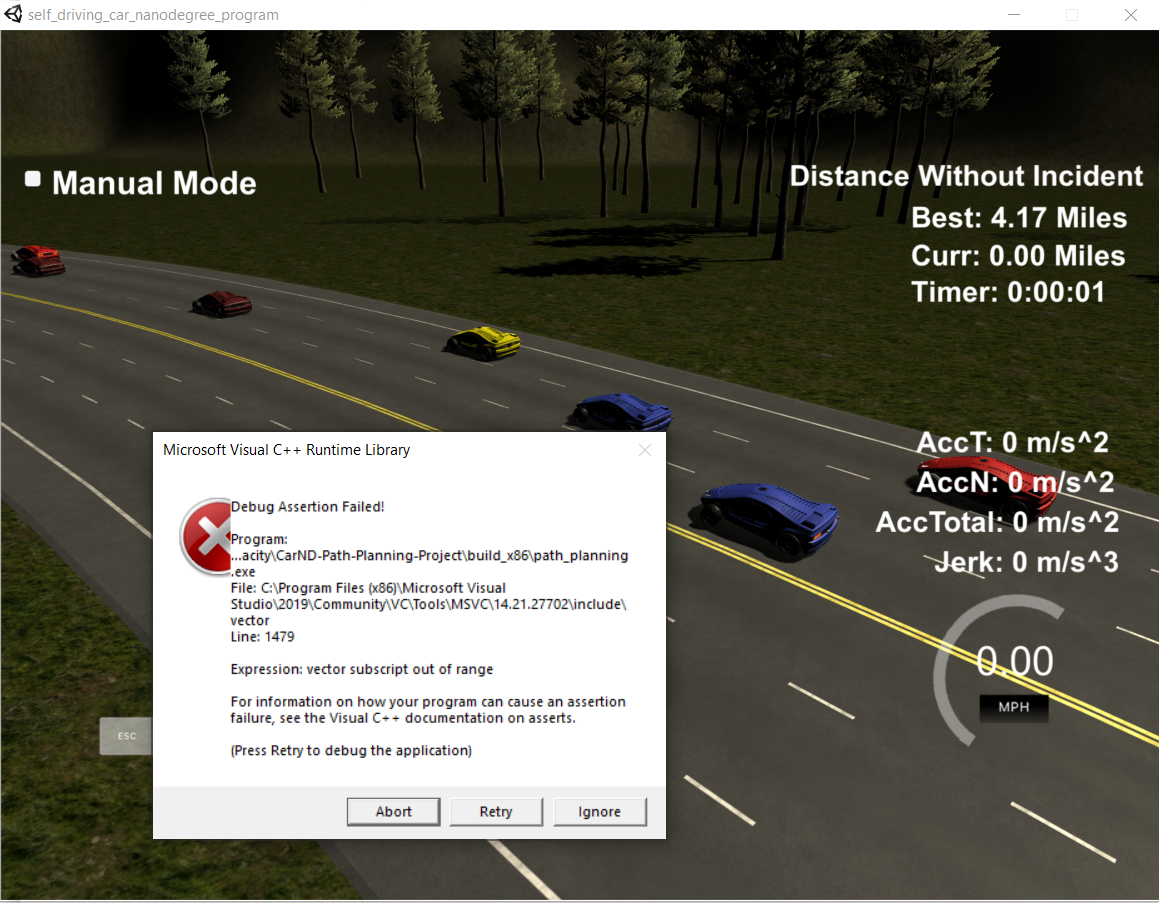 self_driving_car_nanodegree_program
Manual Mode
Distance Without Incident
Best: 4.17 Miles
Curr: 0.00 Miles
Timer: 0:00:01
Microsoft Visual C++ Runtime Library
Debug Assertion Failed!
Program:
...acity\CarND-Path-Planning-Project\build_x86\path_planning
.exe
File: C:\Program Files (x86)\Microsoft Visual
Studio\2019\Community\VC\Tools\MSVC\14.21.27702\include\
vector
Line: 1479
Expression: vector subscript out of range
For information on how your program can cause an assertion
failure, see the Visual C++ documentation on asserts.
(Press Retry to debug the application)
Abort
Retry
Ignore
ESC
AccT: 0 m/s^2
AccN: 0 m/s^2
AccTotal: 0 m/s^2
Jerk: 0 m/s^3
0.00
MPH